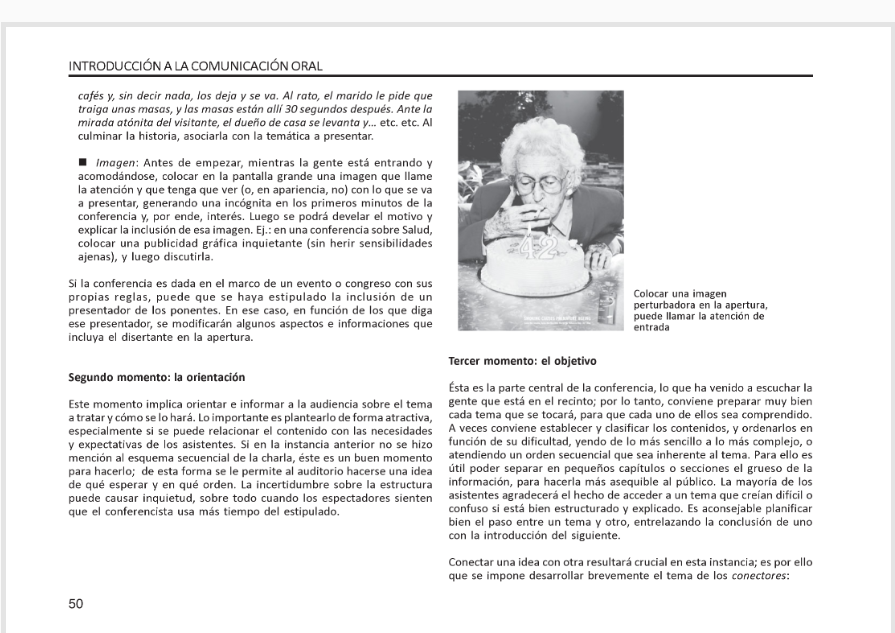 INTRODUCCIÓN A LA COMUNICACIÓN ORAL
cafés y, sin decir nada, los deja y se va. Al rato, el marido le pide que
traiga unas masas, y las masas están allí 30 segundos después. Ante la
mirada atónita del visitante, el dueño de casa se levanta y... etc. etc. Al
culminar la historia, asociarla con la temática a presentar.
■ Imagen: Antes de empezar, mientras la gente está entrando y
acomodándose, colocar en la pantalla grande una imagen que llame
la atención y que tenga que ver (o, en apariencia, no) con lo que se va
a presentar, generando una incógnita en los primeros minutos de la
conferencia y, por ende, interés. Luego se podrá develar el motivo y
explicar la inclusión de esa imagen. Ej.: en una conferencia sobre Salud,
colocar una publicidad gráfica inquietante (sin herir sensibilidades
ajenas), y luego discutirla.
Si la conferencia es dada en el marco de un evento o congreso con sus
propias reglas, puede que se haya estipulado la inclusión de un
presentador de los ponentes. En ese caso, en función de los que diga
ese presentador, se modificarán algunos aspectos e informaciones que
incluya el disertante en la apertura.
Segundo momento: la orientación
Este momento implica orientar e informar a la audiencia sobre el tema
a tratar y cómo se lo hará. Lo importante es plantearlo de forma atractiva,
especialmente si se puede relacionar el contenido con las necesidades
y expectativas de los asistentes. Si en la instancia anterior no se hizo
mención al esquema secuencial de la charla, éste es un buen momento
para hacerlo; de esta forma se le permite al auditorio hacerse una idea
de qué esperar y en qué orden. La incertidumbre sobre la estructura
puede causar inquietud, sobre todo cuando los espectadores sienten
que el conferencista usa más tiempo del estipulado.
50
42
Colocar una imagen
perturbadora en la apertura,
puede llamar la atención de
entrada
Tercer momento: el objetivo
Ésta es la parte central de la conferencia, lo que ha venido a escuchar la
gente que está en el recinto; por lo tanto, conviene preparar muy bien
cada tema que se tocará, para que cada uno de ellos sea comprendido.
A veces conviene establecer y clasificar los contenidos, y ordenarlos en
función de su dificultad, yendo de lo más sencillo a lo más complejo, o
atendiendo un orden secuencial que sea inherente al tema. Para ello es
útil poder separar en pequeños capítulos o secciones el grueso de la
información, para hacerla más asequible al público. La mayoría de los
asistentes agradecerá el hecho de acceder a un tema que creían difícil o
confuso si está bien estructurado y explicado. Es aconsejable planificar
bien el paso entre un tema y otro, entrelazando la conclusión de uno
con la introducción del siguiente.
Conectar una idea con otra resultará crucial en esta instancia; es por ello
que se impone desarrollar brevemente el tema de los conectores: